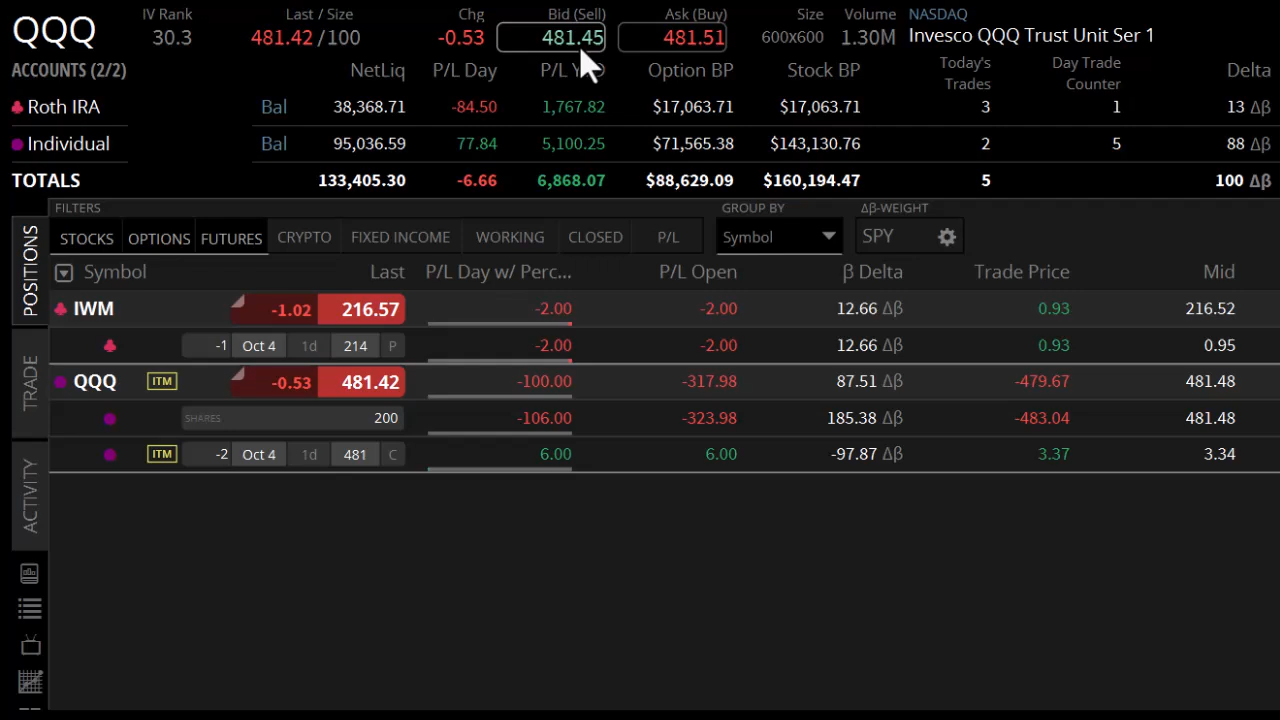 QQQ IV Rank 30.3 Last / Size 481.42 /100 Chg -0.53 Bid (Sell) 481.45 Ask (Buy) 481.51 Size 600x600 Volume 1.30M NASDAQ Invesco QQQ Trust Unit Ser 1
ACCOUNTS (2/2) NetLiq P/L Day P/L Option BP Stock BP Today's Trades Day Trade Counter Delta
Roth IRA Bal 38,368.71 -84.50 1,767.82 $17,063.71 $17,063.71 3 1 13 Δβ
Individual Bal 95,036.59 77.84 5,100.25 $71,565.38 $143,130.76 2 5 88 Δβ
TOTALS 133,405.30 -6.66 6,868.07 $88,629.09 $160,194.47 5 100 Δβ
FILTERS GROUP BY Δβ-WEIGHT
STOCKS OPTIONS FUTURES CRYPTO FIXED INCOME WORKING CLOSED P/L Symbol SPY
Symbol Last P/L Day w/ Perc... P/L Open β Delta Trade Price Mid
IWM -1.02 216.57 -2.00 -2.00 12.66 Δβ 0.93 216.52
-1 Oct 4 1d 214 P -2.00 -2.00 12.66 Δβ 0.93 0.95
QQQ ITM -0.53 481.42 -100.00 -317.98 87.51 Δβ -479.67 481.48
SHARES 200 -106.00 -323.98 185.38 Δβ -483.04 481.48
ITM -2 Oct 4 1d 481 C 6.00 6.00 -97.87 Δβ 3.37 3.34
POSITIONS
TRADE
ACTIVITY